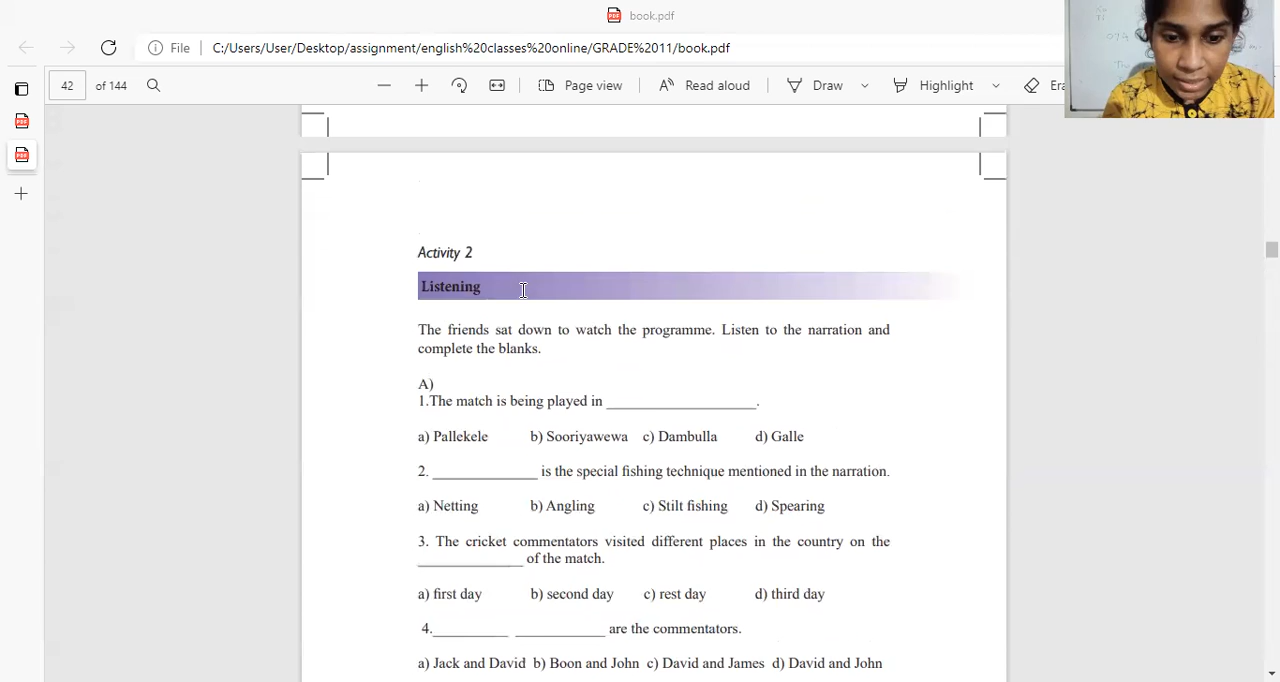 book.pdf
File C:/Users/User/Desktop/assignment/english%20classes%20online/GRADE%2011/book.pdf
42 of 144
Page view
Read aloud
Draw
Highlight
Activity 2
Listening
The friends sat down to watch the programme. Listen to the narration and
complete the blanks.
A)
1.The match is being played in ____________________.
a) Pallekele b) Sooriyawewa c) Dambulla d) Galle
2. ______________ is the special fishing technique mentioned in the narration.
a) Netting b) Angling c) Stilt fishing d) Spearing
3. The cricket commentators visited different places in the country on the
______________ of the match.
a) first day b) second day c) rest day d) third day
4.__________ ____________ are the commentators.
a) Jack and David b) Boon and John c) David and James d) David and John